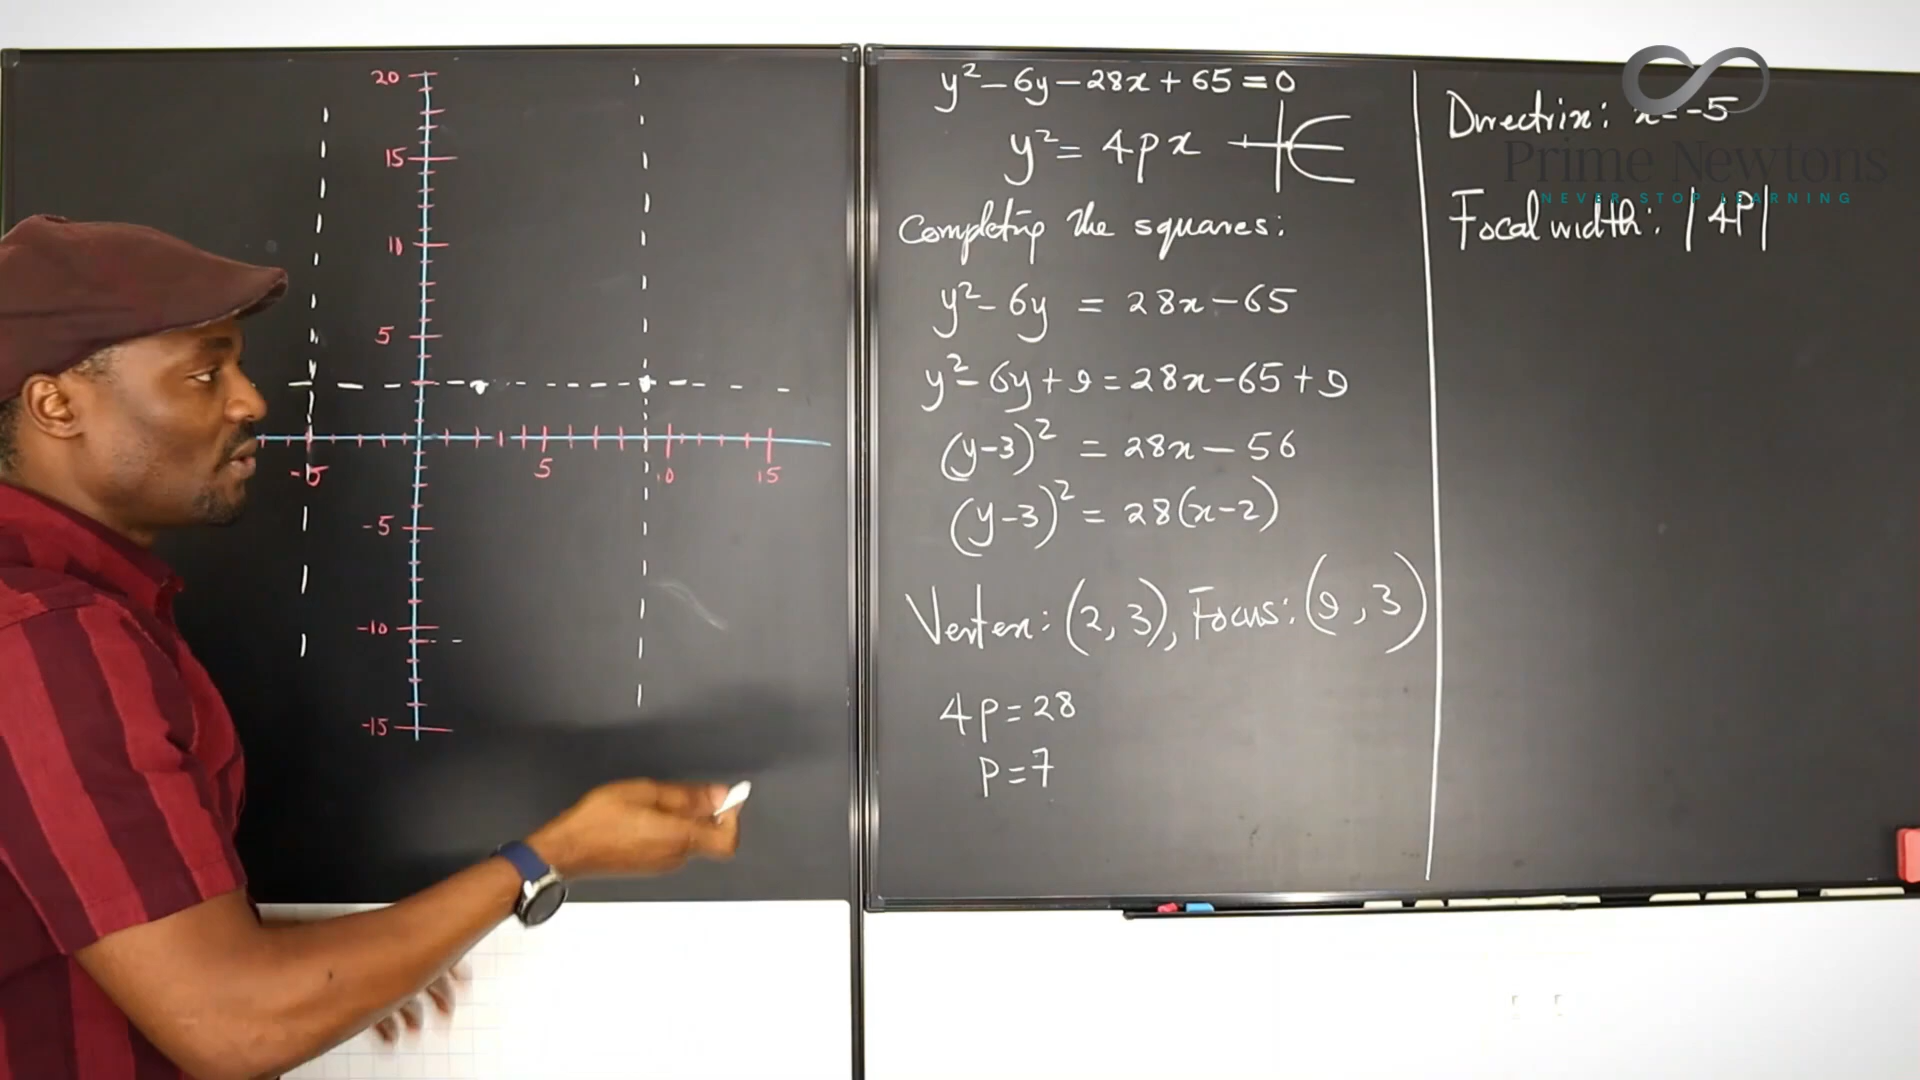 20
15
10
5
-5 5 10 15
-5
-10
-15
y² - 6y - 28x + 65 = 0
y² = 4px
Completing the squares:
y² - 6y = 28x - 65
y² - 6y + 9 = 28x - 65 + 9
(y-3)² = 28x - 56
(y-3)² = 28(x-2)
Vertex: (2, 3), Focus: (9, 3)
4p = 28
p = 7
Directrix: x = -5
Prime Newtons
NEVER STOP LEARNING
Focal width: |4P|